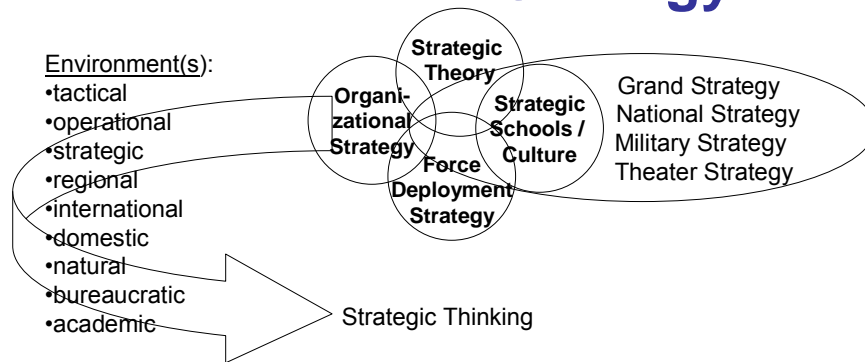 Environment(s):
•tactical
•operational
•strategic
•regional
•international
•domestic
•natural
•bureaucratic
•academic
Organi-
zational
Strategy
Strategic
Theory
Strategic
Schools /
Culture
Force
Deployment
Strategy
Grand Strategy
National Strategy
Military Strategy
Theater Strategy
Strategic Thinking